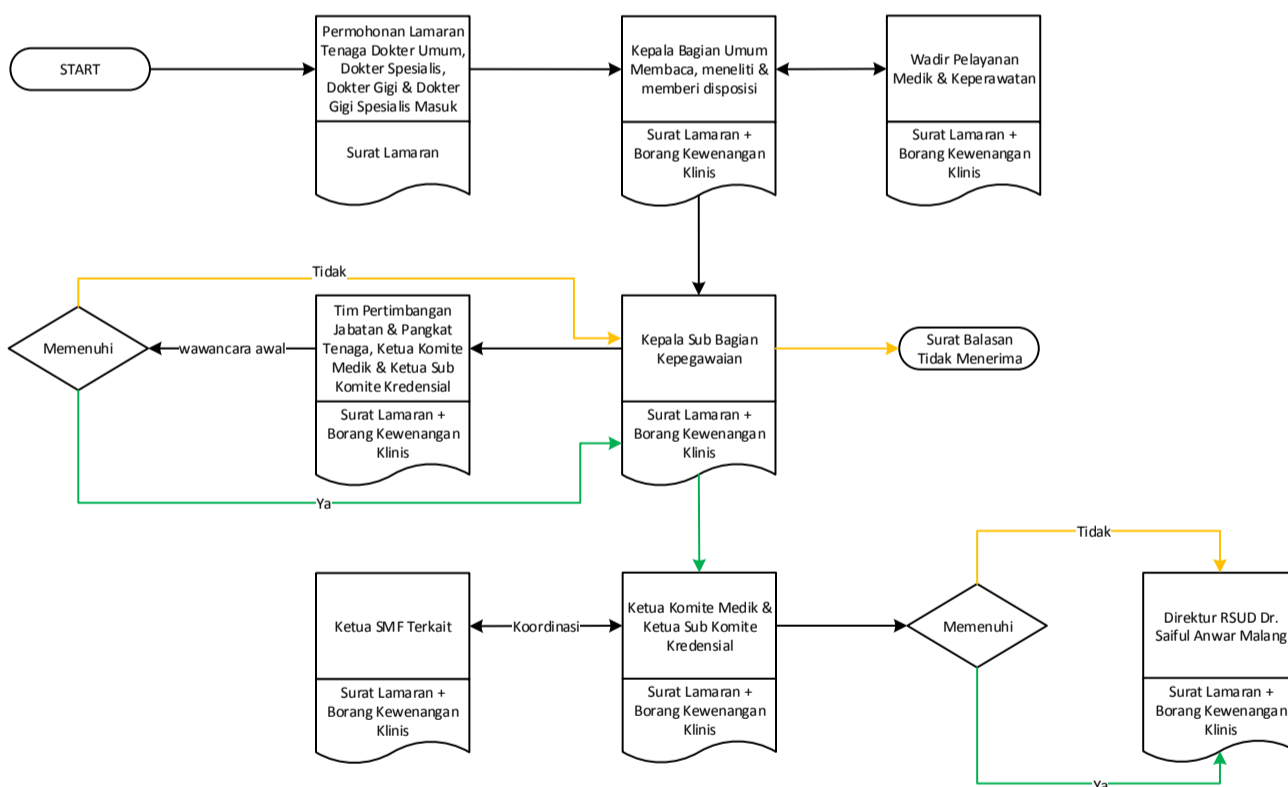 START
Permohonan Lamaran
Tenaga Dokter Umum,
Dokter Spesialis,
Dokter Gigi & Dokter
Gigi Spesialis Masuk
Surat Lamaran
Kepala Bagian Umum
Membaca, meneliti &
memberi disposisi
Surat Lamaran +
Borang Kewenangan
Klinis
Wadir Pelayanan
Medik & Keperawatan
Surat Lamaran +
Borang Kewenangan
Klinis
Tidak
Memenuhi
wawancara awal
Tim Pertimbangan
Jabatan & Pangkat
Tenaga, Ketua Komite
Medik & Ketua Sub
Komite Kredensial
Surat Lamaran +
Borang Kewenangan
Klinis
Kepala Sub Bagian
Kepegawaian
Surat Lamaran +
Borang Kewenangan
Klinis
Surat Balasan
Tidak Menerima
Ya
Ketua SMF Terkait
Surat Lamaran +
Borang Kewenangan
Klinis
Koordinasi
Ketua Komite Medik &
Ketua Sub Komite
Kredensial
Surat Lamaran +
Borang Kewenangan
Klinis
Memenuhi
Tidak
Direktur RSUD Dr.
Saiful Anwar Malang
Surat Lamaran +
Borang Kewenangan
Klinis
Ya